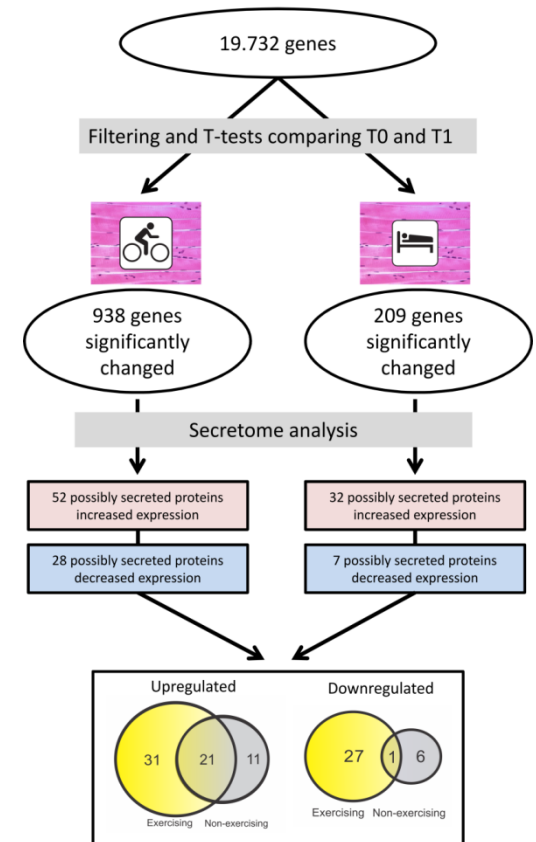 19.732 genes
Filtering and T-tests comparing T0 and T1
938 genes
significantly
changed
209 genes
significantly
changed
Secretome analysis
52 possibly secreted proteins
increased expression
32 possibly secreted proteins
increased expression
28 possibly secreted proteins
decreased expression
7 possibly secreted proteins
decreased expression
Upregulated
31 21 11
Exercising Non-exercising
Downregulated
27 1 6
Exercising Non-exercising